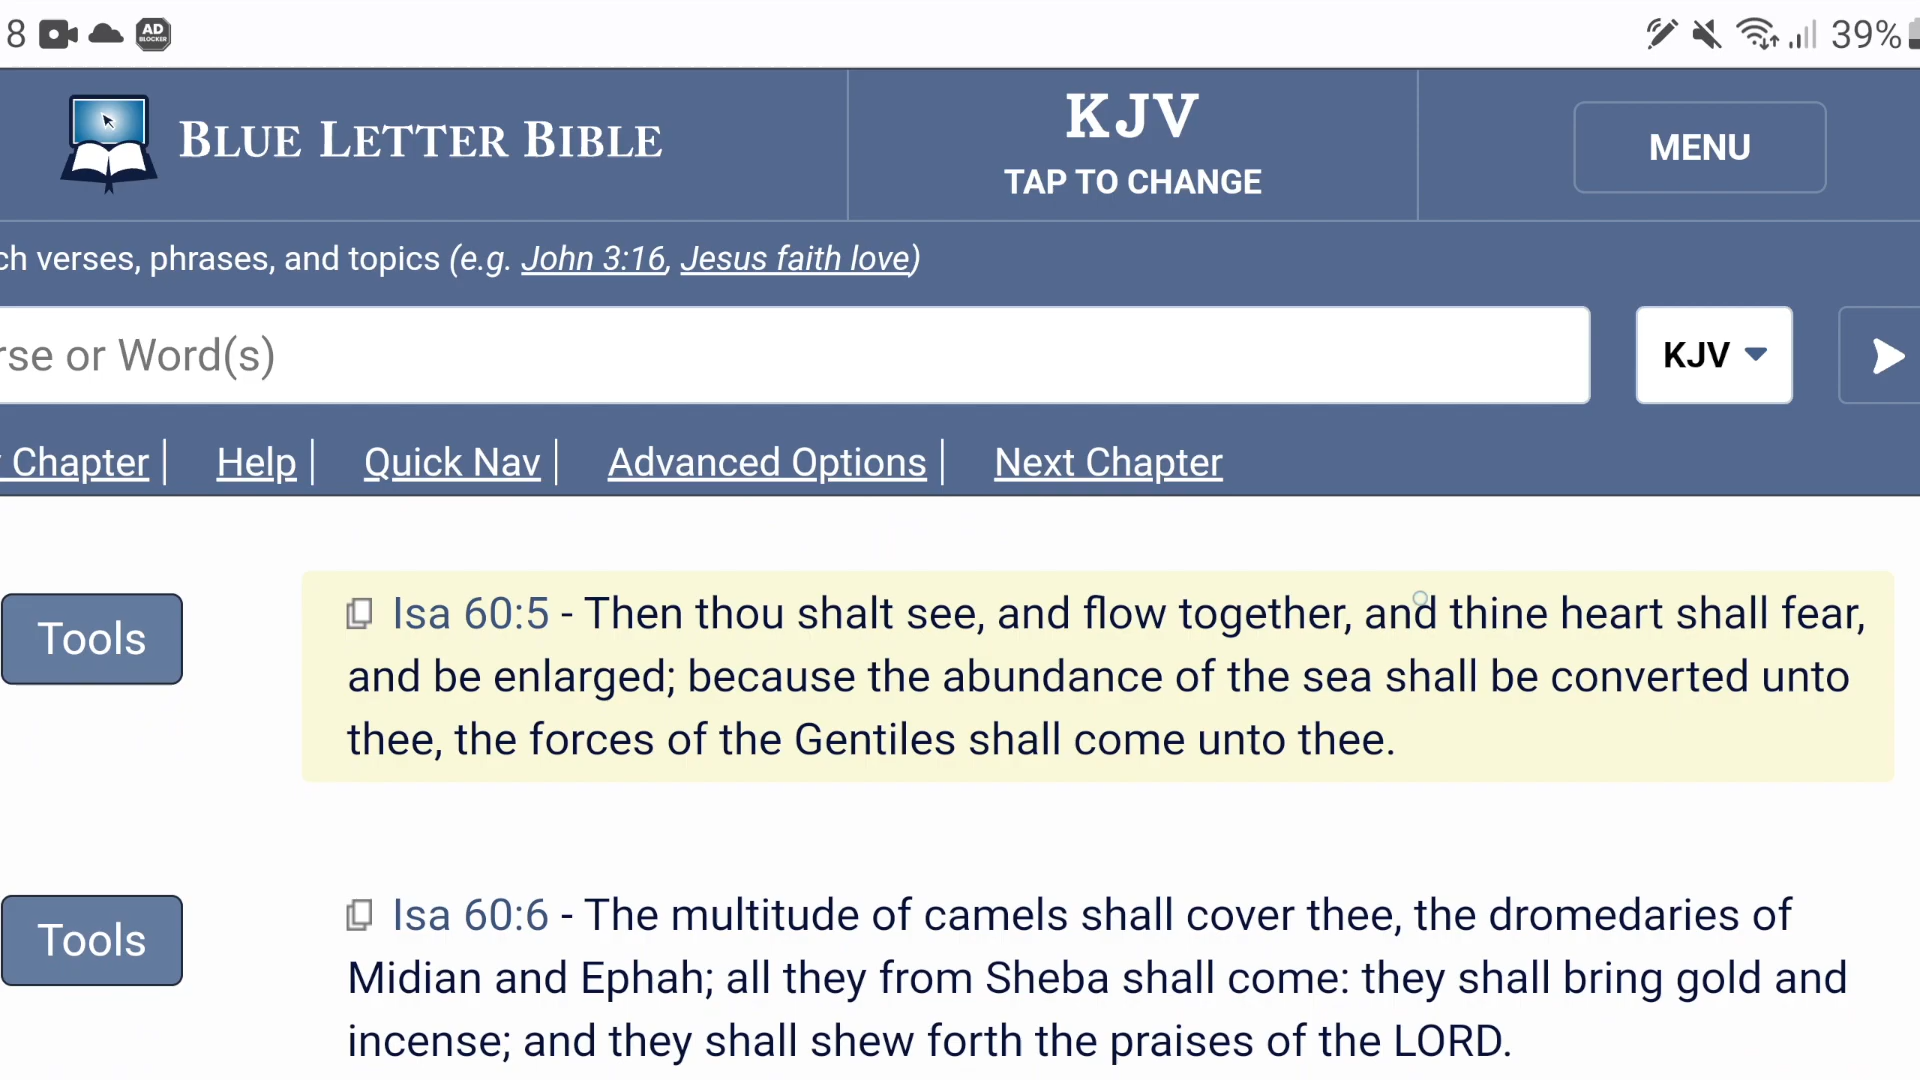 8 AD BLOCKER 39%
BLUE LETTER BIBLE
KJV
TAP TO CHANGE
MENU
ch verses, phrases, and topics (e.g. John 3:16, Jesus faith love)
rse or Word(s)
KJV
Chapter | Help | Quick Nav | Advanced Options | Next Chapter
Tools
Isa 60:5 - Then thou shalt see, and flow together, and thine heart shall fear,
and be enlarged; because the abundance of the sea shall be converted unto
thee, the forces of the Gentiles shall come unto thee.
Tools
Isa 60:6 - The multitude of camels shall cover thee, the dromedaries of
Midian and Ephah; all they from Sheba shall come: they shall bring gold and
incense; and they shall shew forth the praises of the LORD.